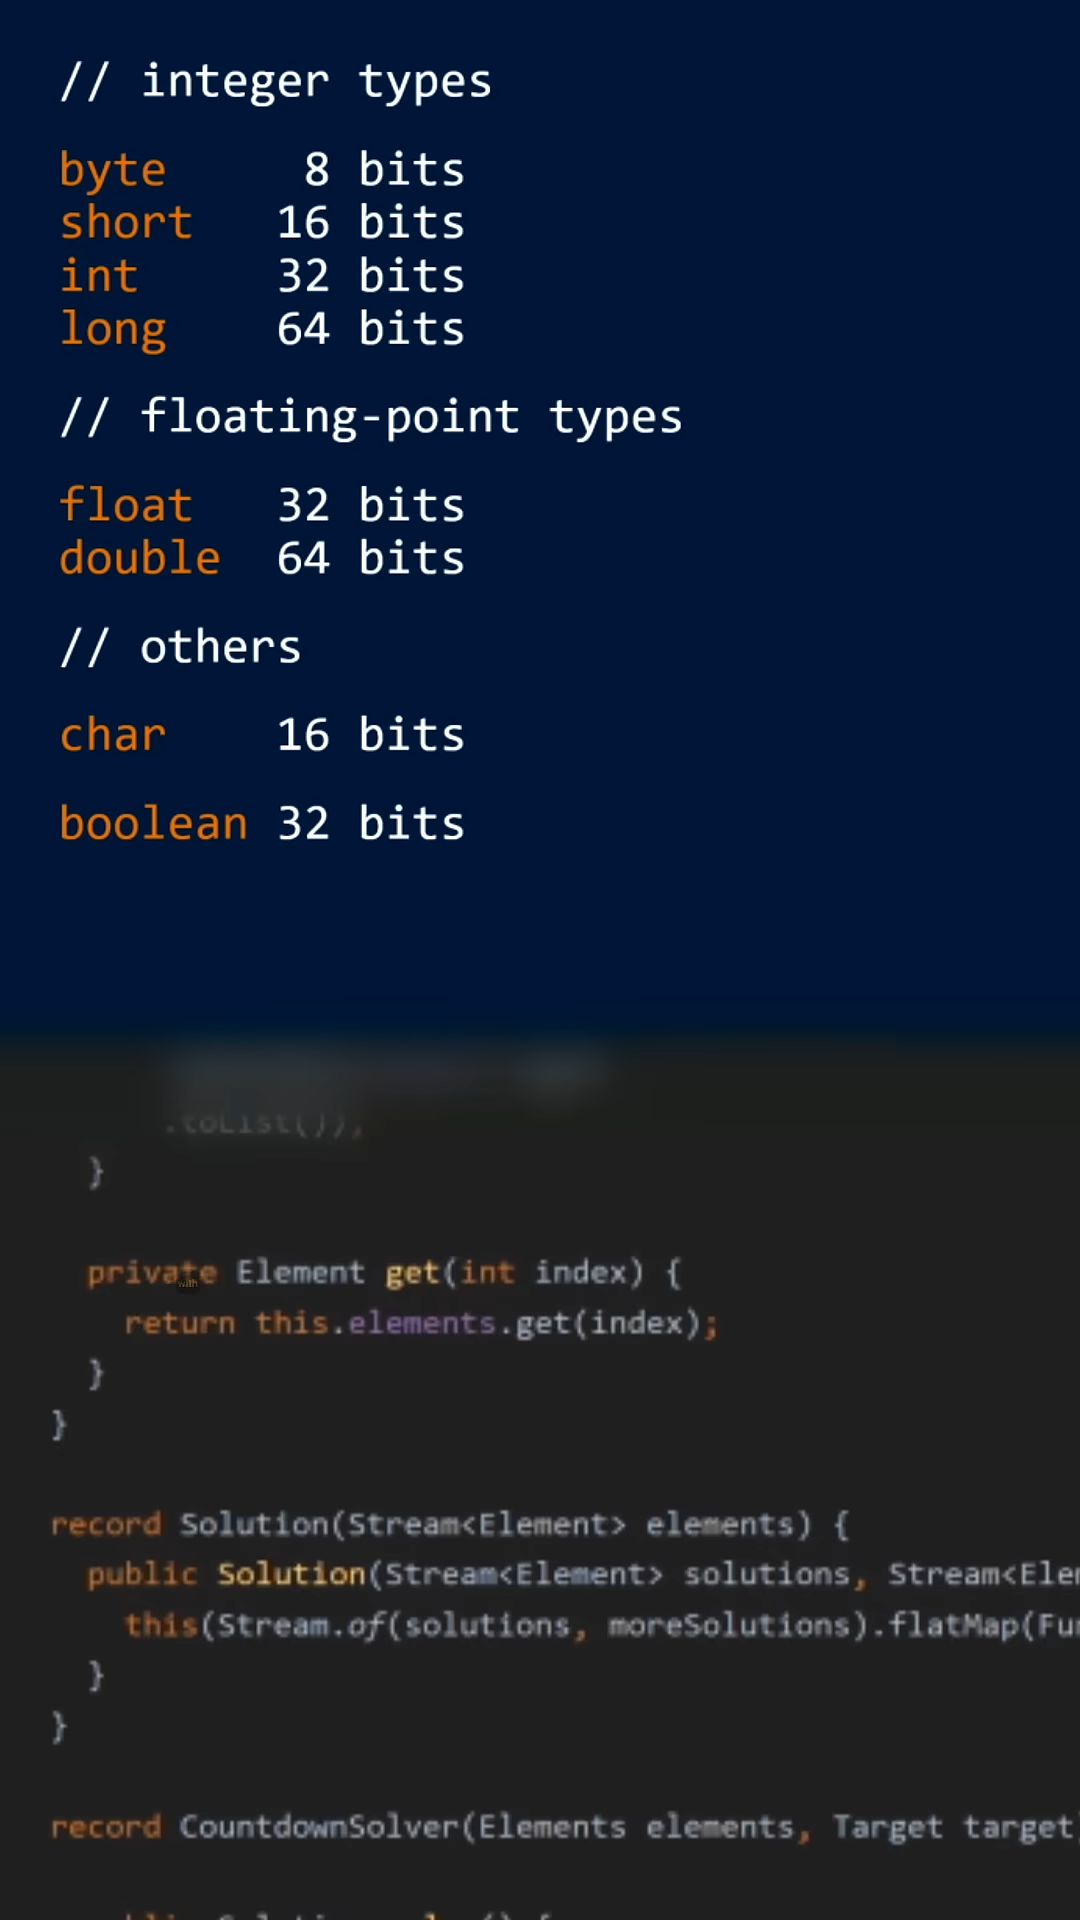 // integer types
byte 8 bits
short 16 bits
int 32 bits
long 64 bits
// floating-point types
float 32 bits
double 64 bits
// others
char 16 bits
boolean 32 bits
.toList());
}
private Element get(int index) {
with
return this.elements.get(index);
}
}
record Solution(Stream<Element> elements) {
public Solution(Stream<Element> solutions, Stream<Elem
this(Stream.of(solutions, moreSolutions).flatMap(Fu
}
}
record CountdownSolver(Elements elements, Target target